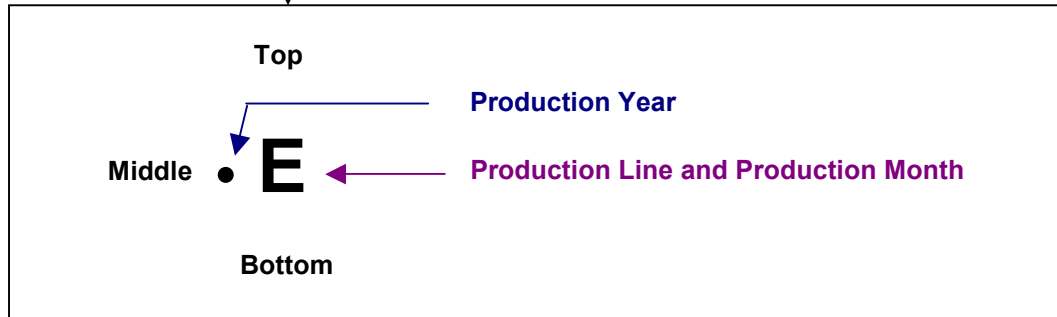 Top
Production Year
Middle • E Production Line and Production Month
Bottom